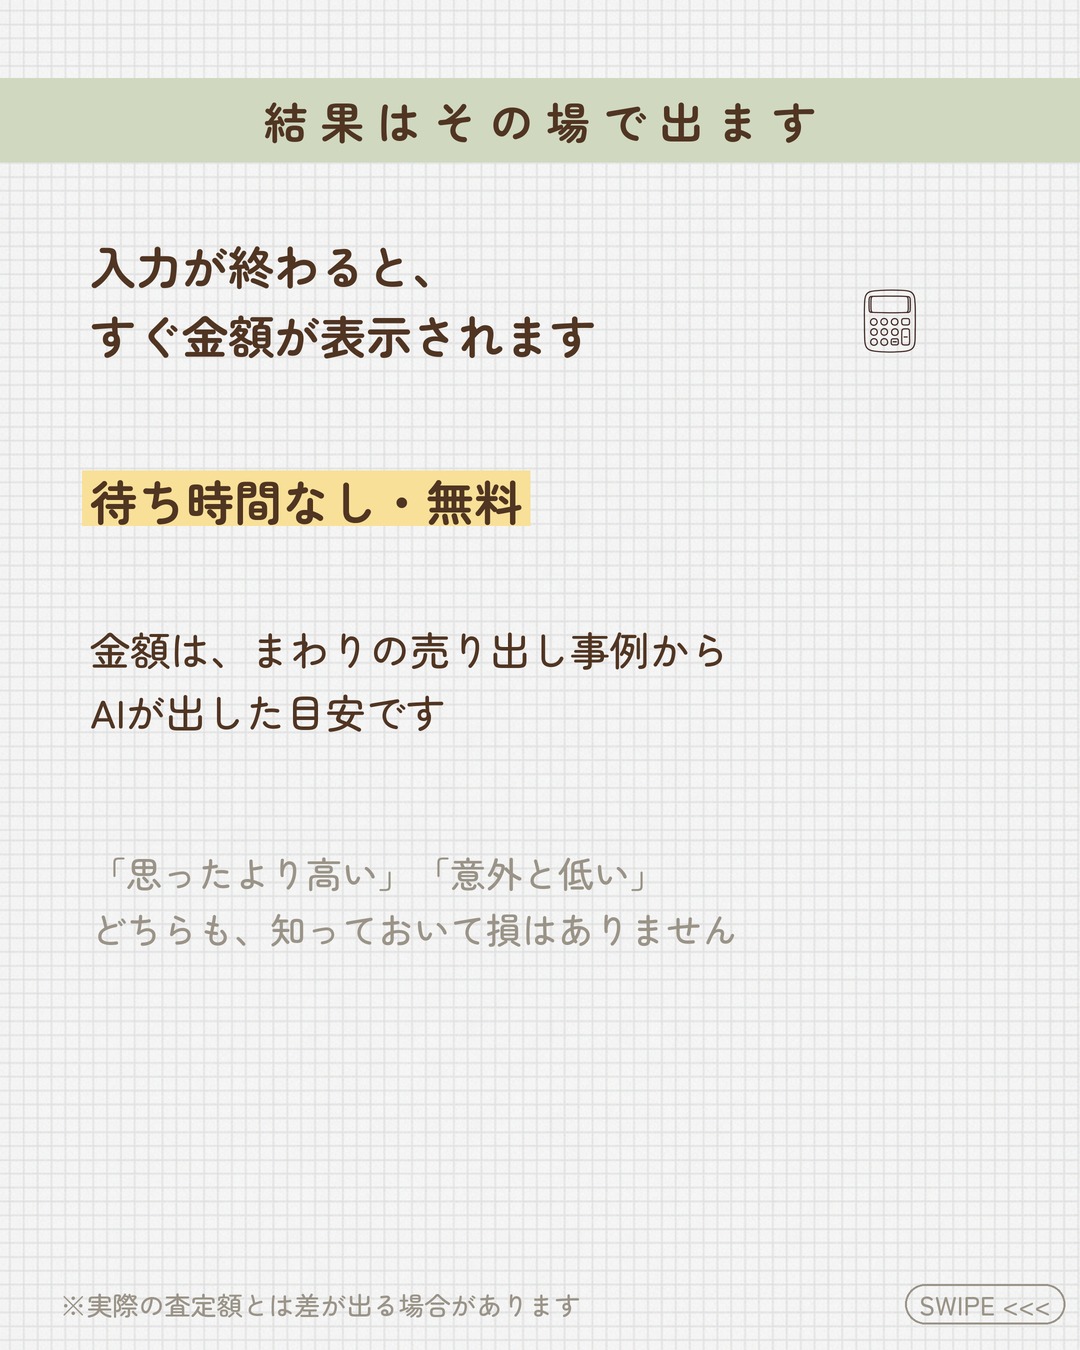 結果はその場で出ます
入力が終わると、
すぐ金額が表示されます
待ち時間なし・無料
金額は、まわりの売り出し事例から
AIが出した目安です
「思ったより高い」「意外と低い」
どちらも、知っておいて損はありません
※実際の査定額とは差が出る場合があります
SWIPE <<<